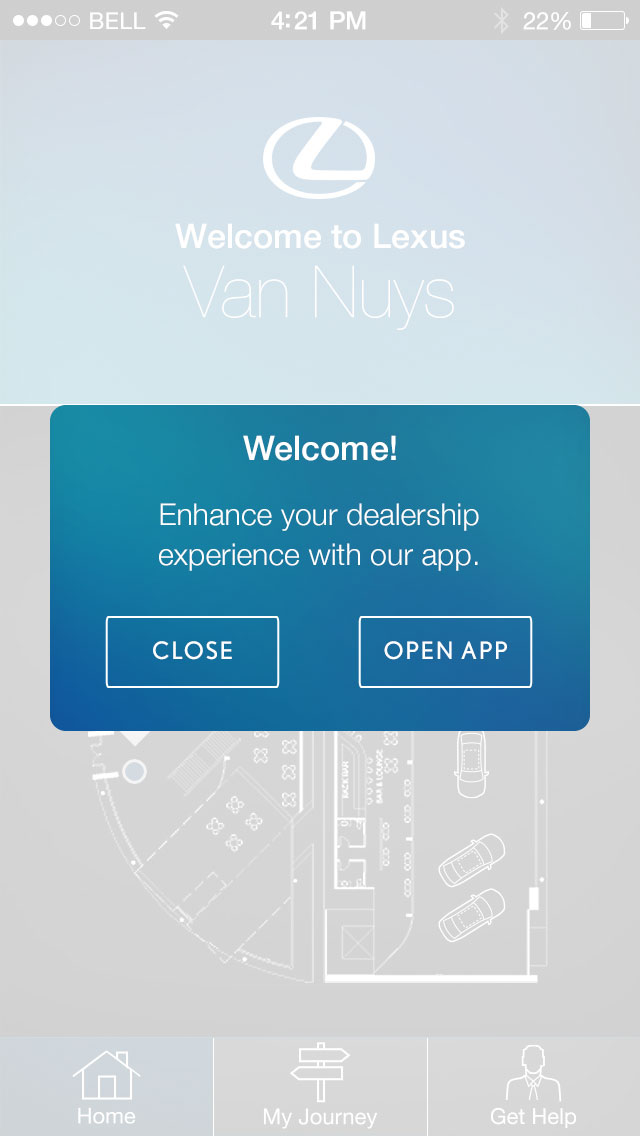 BELL 4:21 PM 22%
Welcome to Lexus
Van Nuys
Welcome!
Enhance your dealership
experience with our app.
CLOSE OPEN APP
BACK BAR
BAR & LOUNGE
Home My Journey Get Help